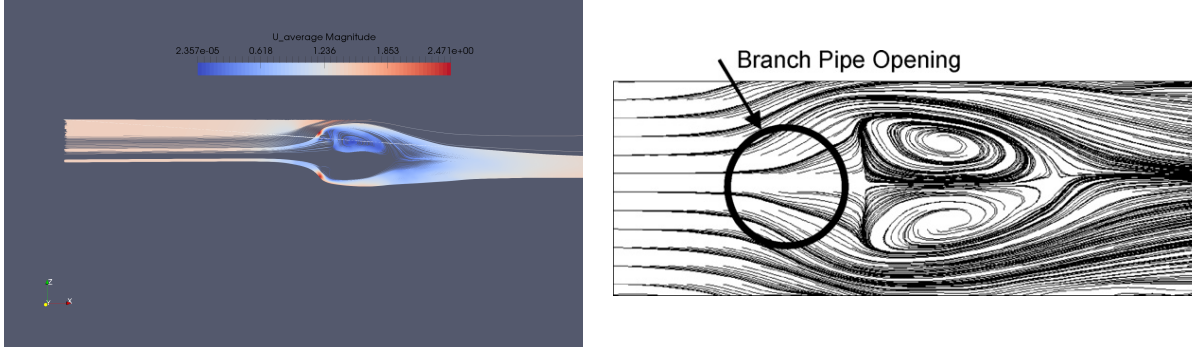 U_average Magnitude
2.357e-05 0.618 1.236 1.853 2.471e+00
Branch Pipe Opening
Z
Y X